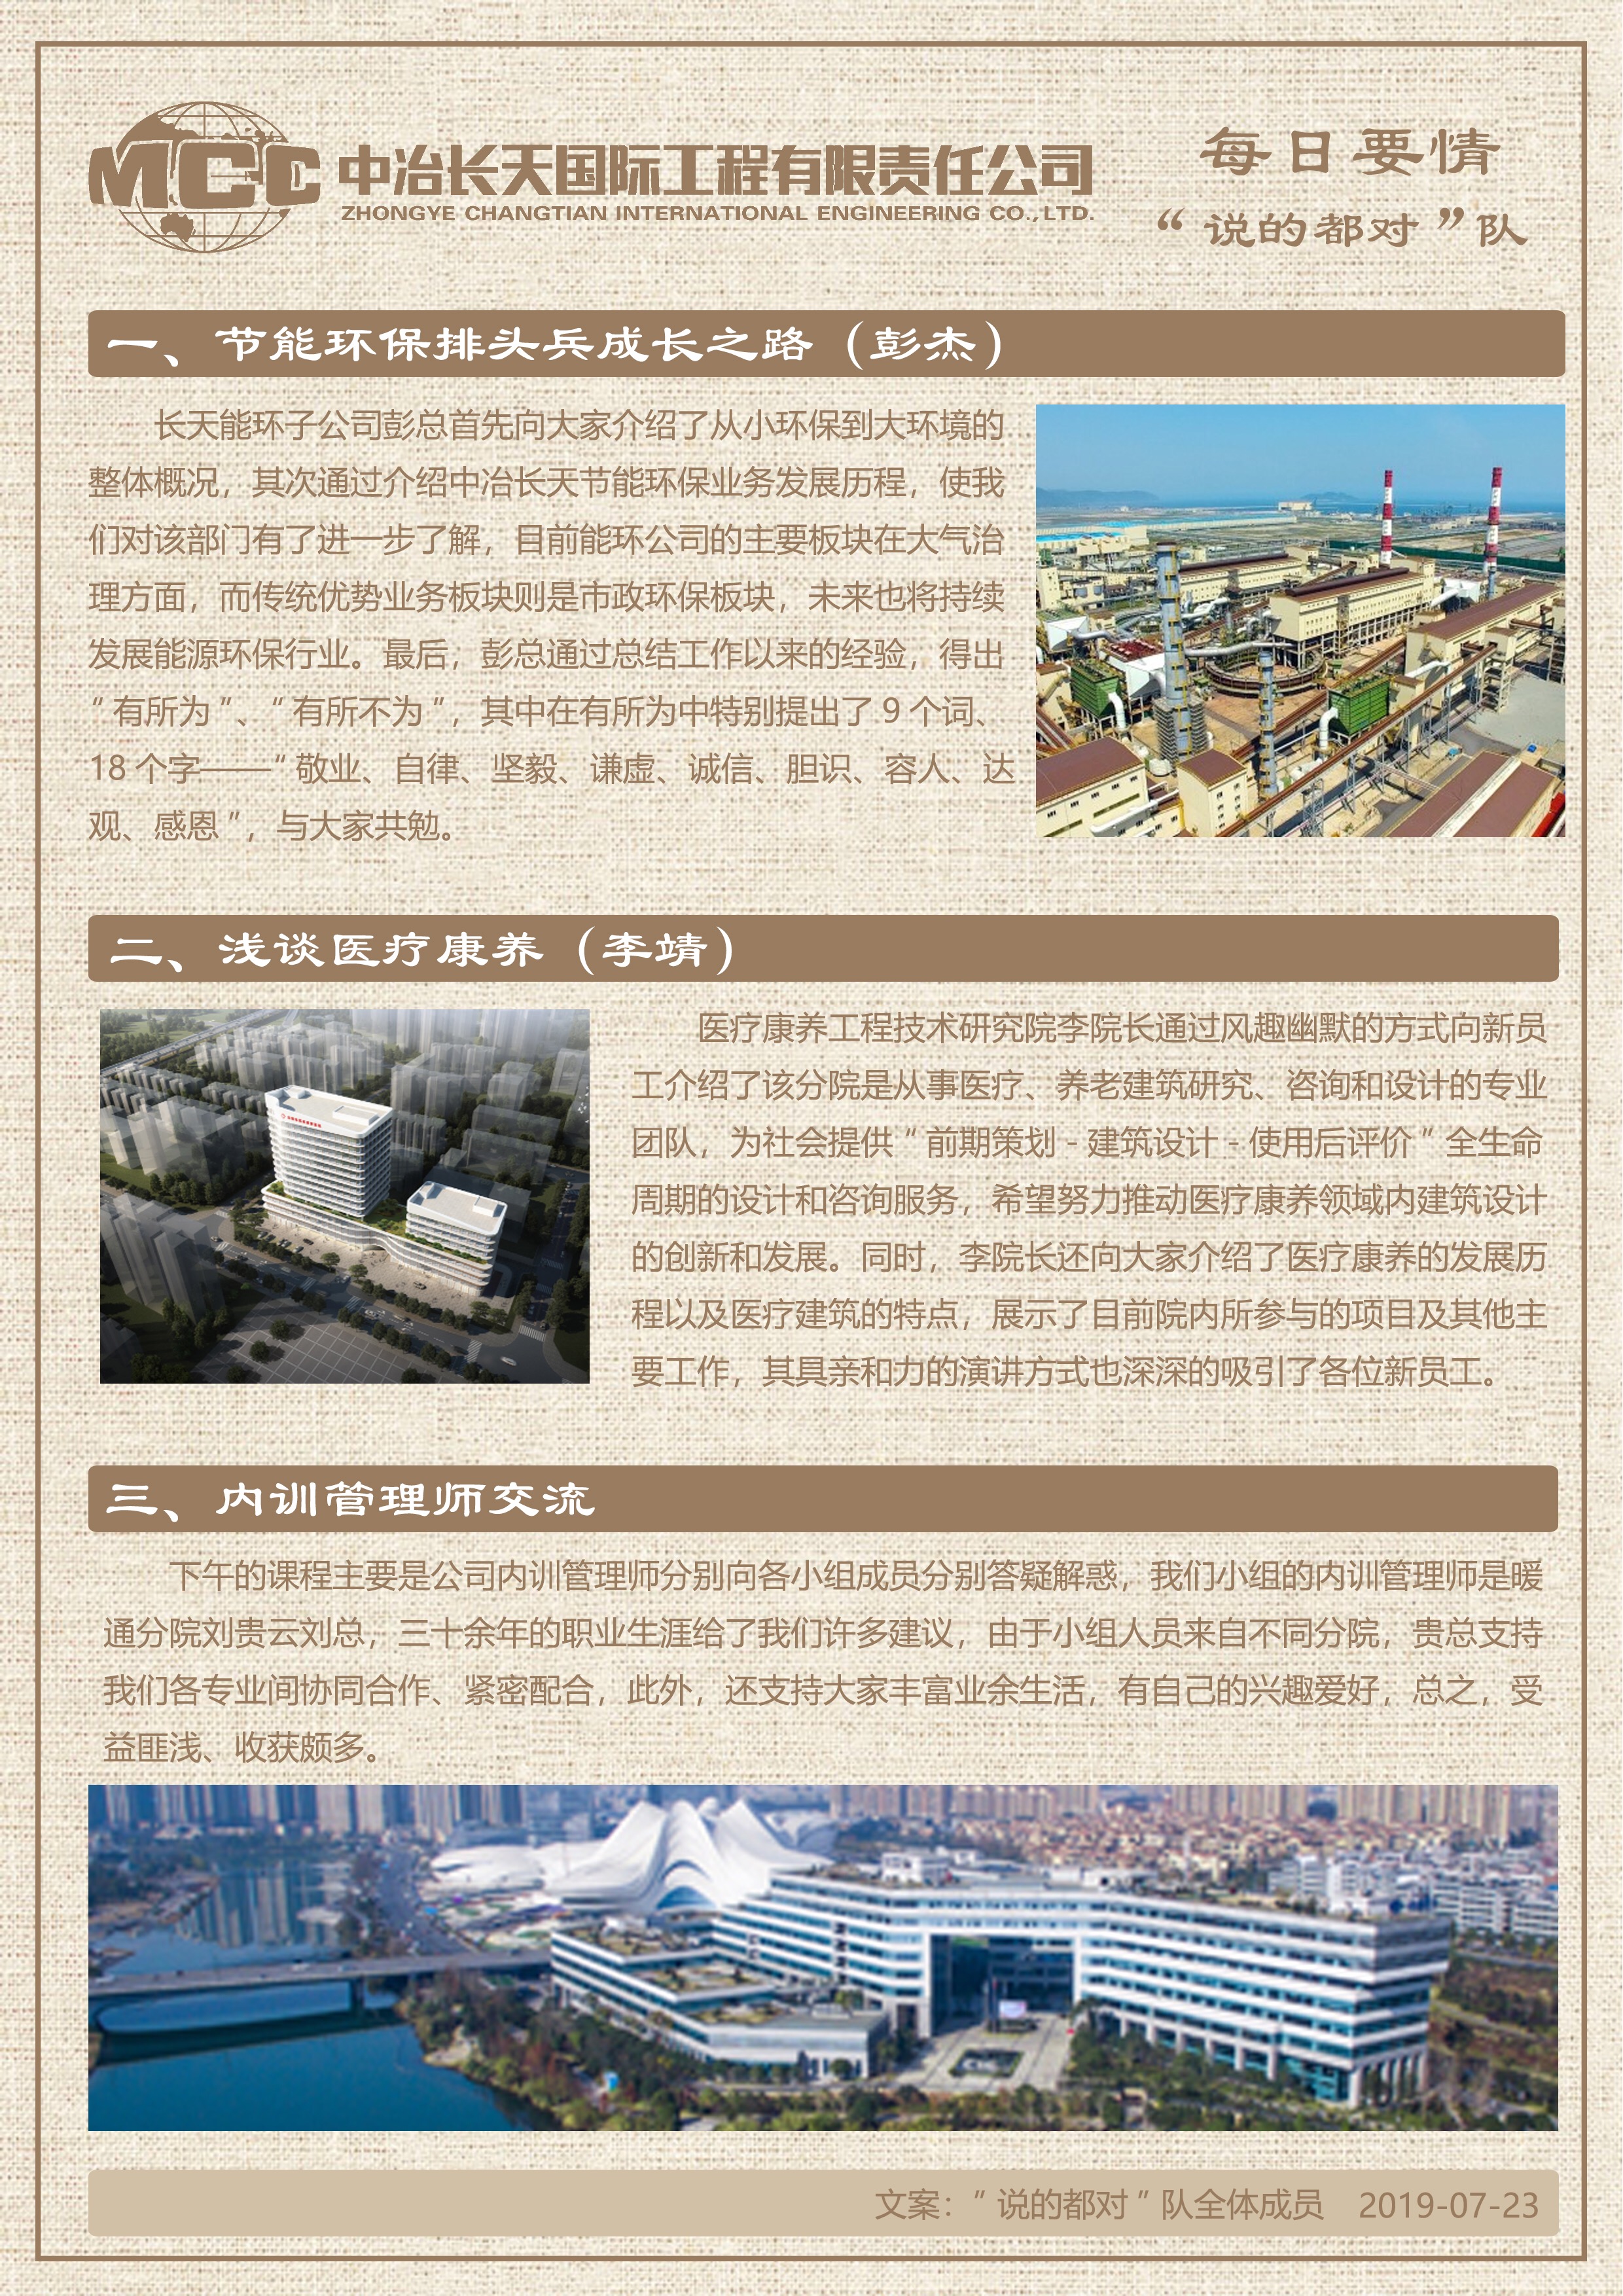 MCC
中冶长天国际工程有限责任公司
ZHONGYE CHANGTIAN INTERNATIONAL ENGINEERING CO.,LTD.
每日要情
“说的都对”队
一、节能环保排头兵成长之路（彭杰）
长天能环子公司彭总首先向大家介绍了从小环保到大环境的
整体概况，其次通过介绍中冶长天节能环保业务发展历程，使我
们对该部门有了进一步了解，目前能环公司的主要板块在大气治
理方面，而传统优势业务板块则是市政环保板块，未来也将持续
发展能源环保行业。最后，彭总通过总结工作以来的经验，得出
"有所为"、"有所不为"，其中在有所为中特别提出了 9 个词、
18 个字——"敬业、自律、坚毅、谦虚、诚信、胆识、容人、达
观、感恩"，与大家共勉。
二、浅谈医疗康养（李靖）
医疗康养工程技术研究院李院长通过风趣幽默的方式向新员
工介绍了该分院是从事医疗、养老建筑研究、咨询和设计的专业
团队，为社会提供"前期策划 - 建筑设计 - 使用后评价"全生命
周期的设计和咨询服务，希望努力推动医疗康养领域内建筑设计
的创新和发展。同时，李院长还向大家介绍了医疗康养的发展历
程以及医疗建筑的特点，展示了目前院内所参与的项目及其他主
要工作，其具亲和力的演讲方式也深深的吸引了各位新员工。
三、内训管理师交流
下午的课程主要是公司内训管理师分别向各小组成员分别答疑解惑，我们小组的内训管理师是暖
通分院刘贵云刘总，三十余年的职业生涯给了我们许多建议，由于小组人员来自不同分院，贵总支持
我们各专业间协同合作、紧密配合，此外，还支持大家丰富业余生活，有自己的兴趣爱好，总之，受
益匪浅、收获颇多。
文案："说的都对"队全体成员 2019-07-23